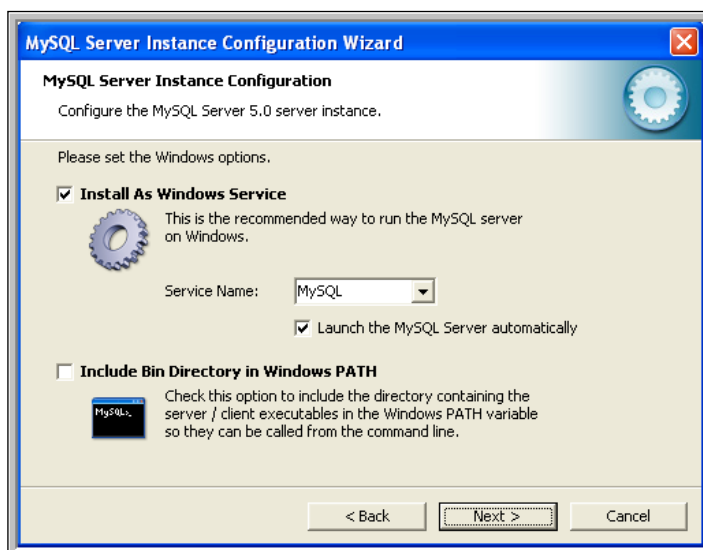 MySQL Server Instance Configuration Wizard
MySQL Server Instance Configuration
Configure the MySQL Server 5.0 server instance.
Please set the Windows options.
Install As Windows Service
This is the recommended way to run the MySQL server
on Windows.
Service Name:
MySQL
Launch the MySQL Server automatically
Include Bin Directory in Windows PATH
MySQL>_
Check this option to include the directory containing the
server / client executables in the Windows PATH variable
so they can be called from the command line.
< Back
Next >
Cancel